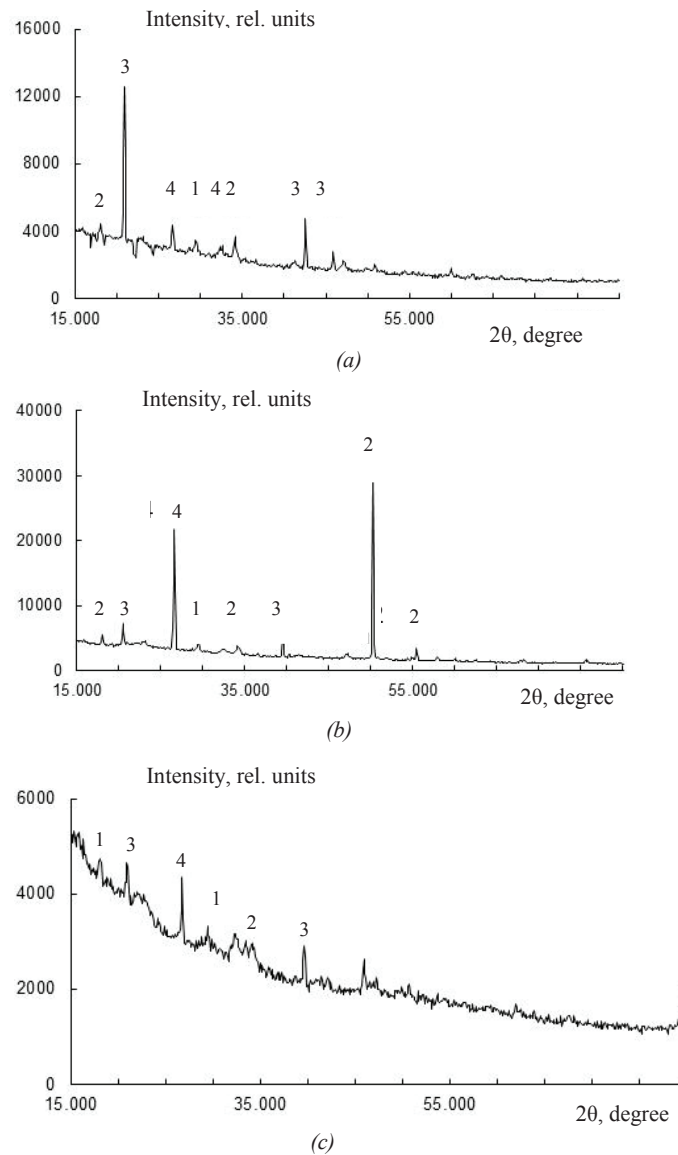 Intensity, rel. units
16000
3
12000
8000
2 4 1 4 2 3 3
4000
0
15.000 35.000 55.000
2θ, degree
(a)
Intensity, rel. units
40000
2
30000
4
20000
10000
2 3 1 2 3 2
0
15.000 35.000 55.000
2θ, degree
(b)
Intensity, rel. units
6000
1 3 4
4000
1 2 3
2000
0
15.000 35.000 55.000
2θ, degree
(c)